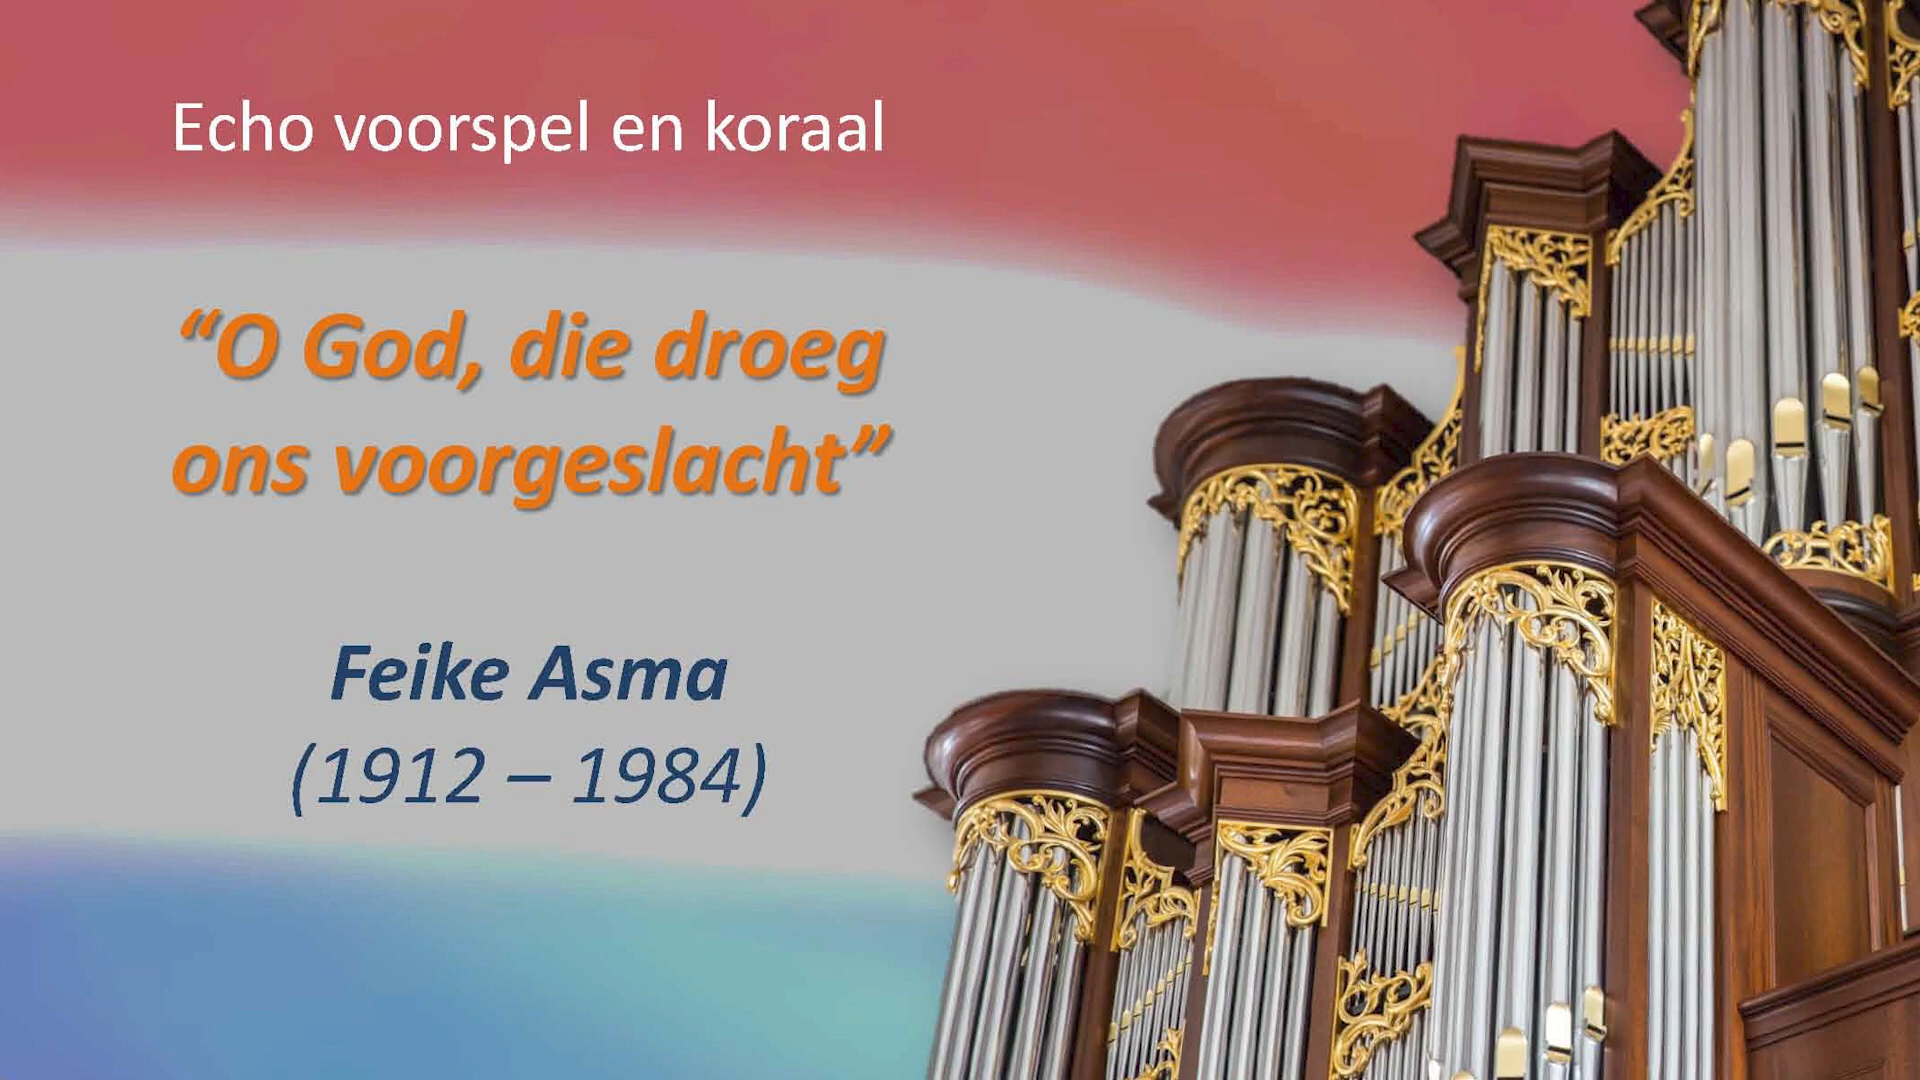 Echo voorspel en koraal
“O God, die droeg
ons voorgeslacht”
Feike Asma
(1912 – 1984)